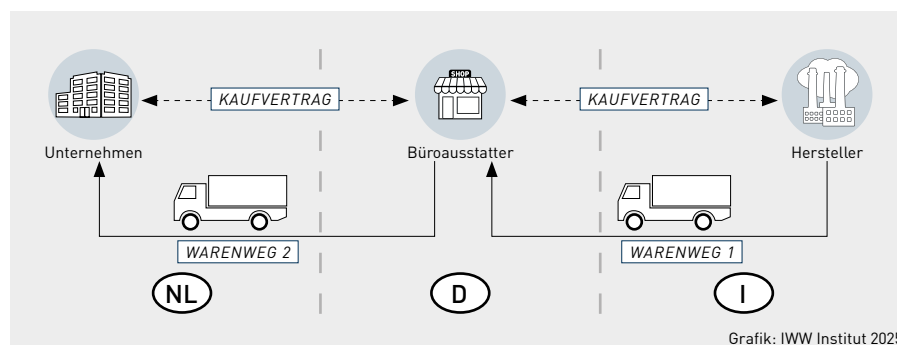 SHOP
KAUFVERTRAG
KAUFVERTRAG
Unternehmen
Büroausstatter
Hersteller
WARENWEG 2
WARENWEG 1
NL
D
I
Grafik: IWW Institut 2025